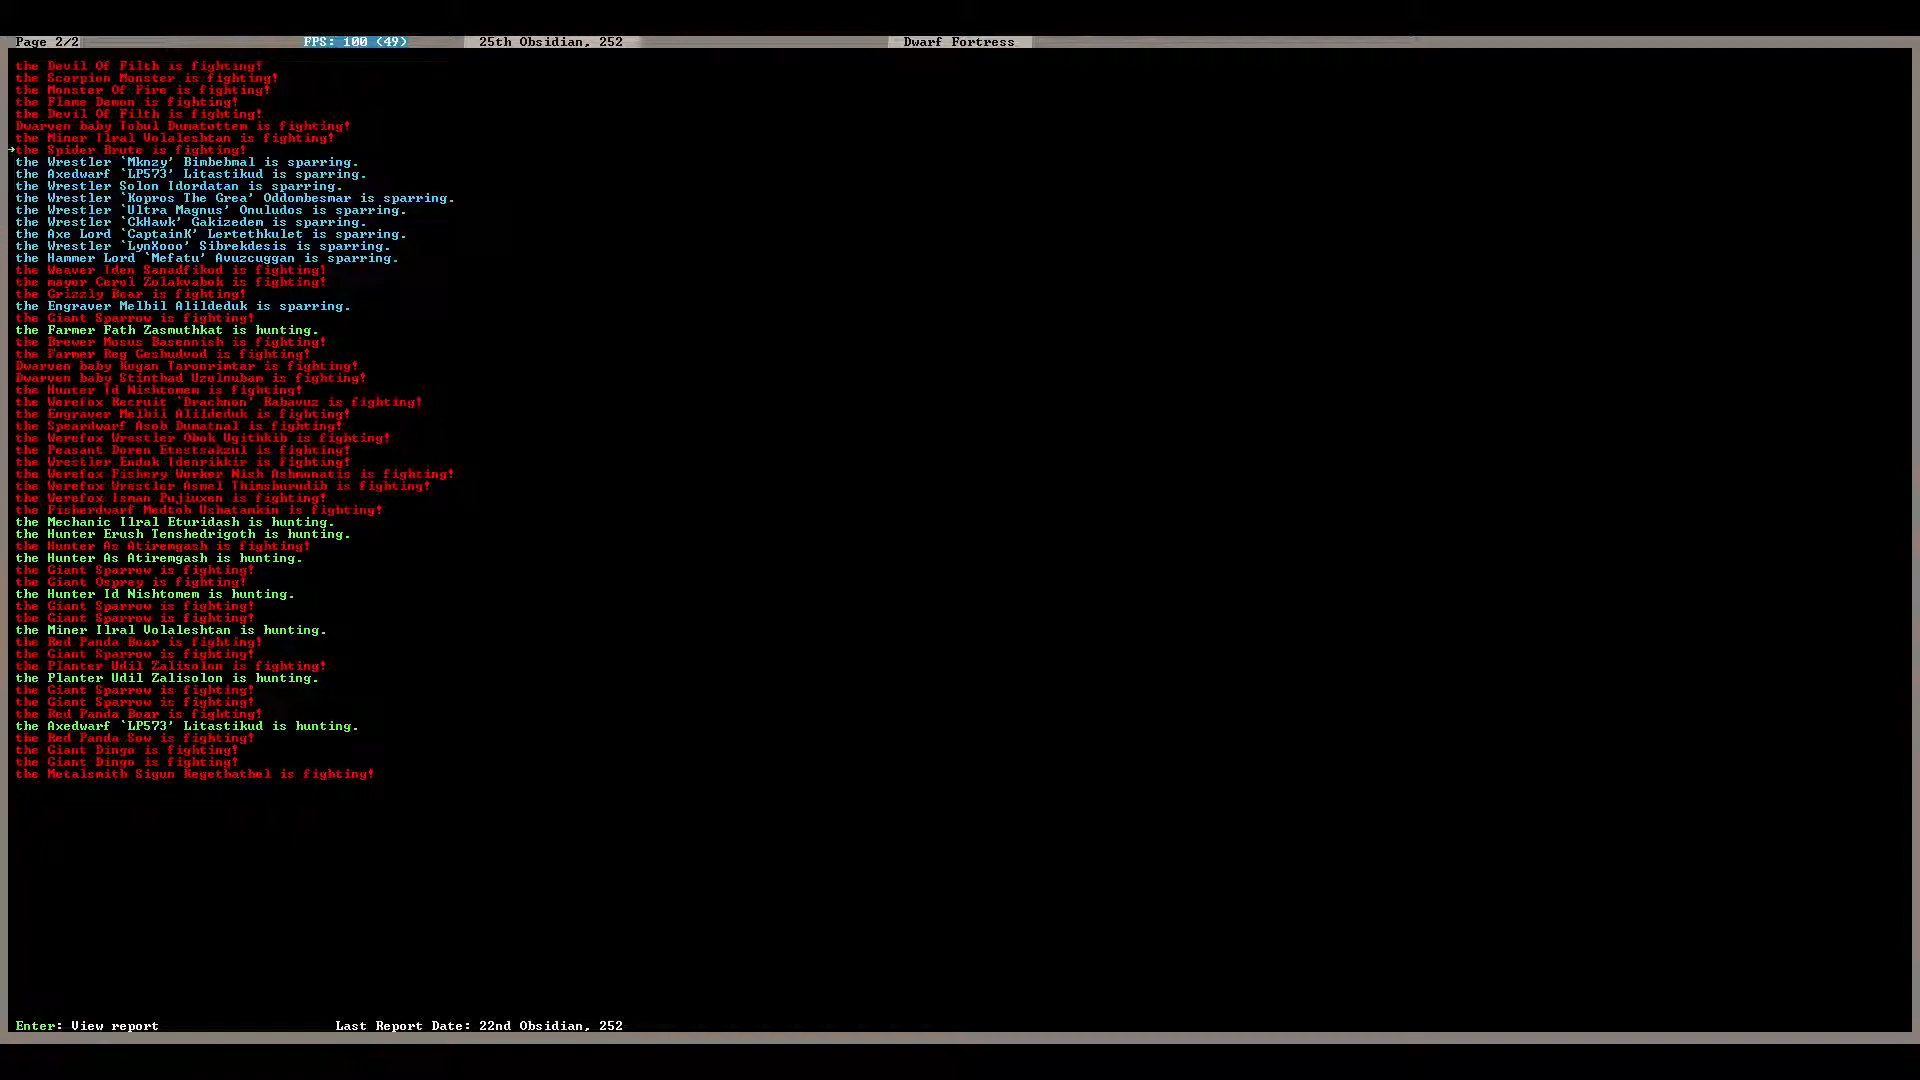 Page 2/2 FPS: 100 (49) 25th Obsidian, 252 Dwarf Fortress
the Devil Of Filth is fighting!
the Scorpion Monster is fighting!
the Monster Of Fire is fighting!
the Flame Demon is fighting!
the Devil Of Filth is fighting!
Dwarven baby Tobul Dumatottem is fighting!
the Miner Ilral Volaleshtan is fighting!
the Spider Brute is fighting!
the Wrestler `Mknzy' Bimbebmal is sparring.
the Axedwarf `LP573' Litastikud is sparring.
the Wrestler Solon Idordatan is sparring.
the Wrestler `Kopros The Grea' Oddombesmar is sparring.
the Wrestler `Ultra Magnus' Onuludos is sparring.
the Wrestler `CkHawk' Gakizedem is sparring.
the Axe Lord `CaptainK' Lertethkulet is sparring.
the Wrestler `LynXooo' Sibrekdesis is sparring.
the Hammer Lord `Mefatu' Avuzcuggan is sparring.
the Weaver Iden Sanadfikod is fighting!
the mayor Cerol Zolakvabok is fighting!
the Grizzly Bear is fighting!
the Engraver Melbil Alildeduk is sparring.
the Giant Sparrow is fighting!
the Farmer Fath Zasmuthkat is hunting.
the Brewer Mosus Basennish is fighting!
the Farmer Reg Geshudvod is fighting!
Dwarven baby Kogan Taronrimtar is fighting!
Dwarven baby Stinthad Uzolnubam is fighting!
the Hunter Id Nishtomem is fighting!
the Werefox Recruit `Drachnon' Rabavuz is fighting!
the Engraver Melbil Alildeduk is fighting!
the Speardwarf Asob Dumatnal is fighting!
the Werefox Wrestler Obok Ugithkib is fighting!
the Peasant Doren Etostsakzul is fighting!
the Wrestler Endok Idenrikkir is fighting!
the Werefox Fishery Worker Nish Ashmonatis is fighting!
the Werefox Wrestler Asmel Thimshurudib is fighting!
the Werefox Isman Pujiuxen is fighting!
the Fisherdwarf Medtob Ushatamkin is fighting!
the Mechanic Ilral Eturidash is hunting.
the Hunter Erush Tenshedrigoth is hunting.
the Hunter As Atiremgash is fighting!
the Hunter As Atiremgash is hunting.
the Giant Sparrow is fighting!
the Giant Osprey is fighting!
the Hunter Id Nishtomem is hunting.
the Giant Sparrow is fighting!
the Giant Sparrow is fighting!
the Miner Ilral Volaleshtan is hunting.
the Red Panda Boar is fighting!
the Giant Sparrow is fighting!
the Planter Udil Zalisolon is fighting!
the Planter Udil Zalisolon is hunting.
the Giant Sparrow is fighting!
the Giant Sparrow is fighting!
the Red Panda Boar is fighting!
the Axedwarf `LP573' Litastikud is hunting.
the Red Panda Sow is fighting!
the Giant Dingo is fighting!
the Giant Dingo is fighting!
the Metalsmith Sigun Kegethathel is fighting!
Enter: View report Last Report Date: 22nd Obsidian, 252